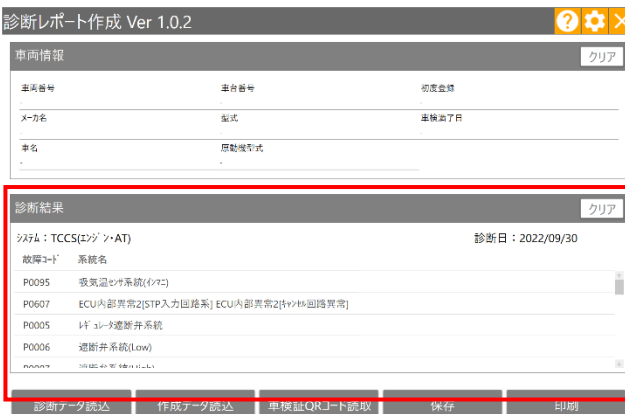 診断レポート作成 Ver 1.0.2
車両情報 クリア
車両番号 車台番号 初度登録
メーカ名 型式 車検満了日
車名 原動機型式
- -
診断結果 クリア
システム：TCCS(エンジン・AT) 診断日：2022/09/30
故障コード 系統名
P0095 吸気温センサ系統(インマニ)
P0607 ECU内部異常2[STP入力回路系] ECU内部異常2[キャンセル回路異常]
P0005 レギュレータ遮断弁系統
P0006 遮断弁系統(Low)
P0007 遮断弁系統(High)
診断データ読込 作成データ読込 車検証QRコード読取 保存 印刷